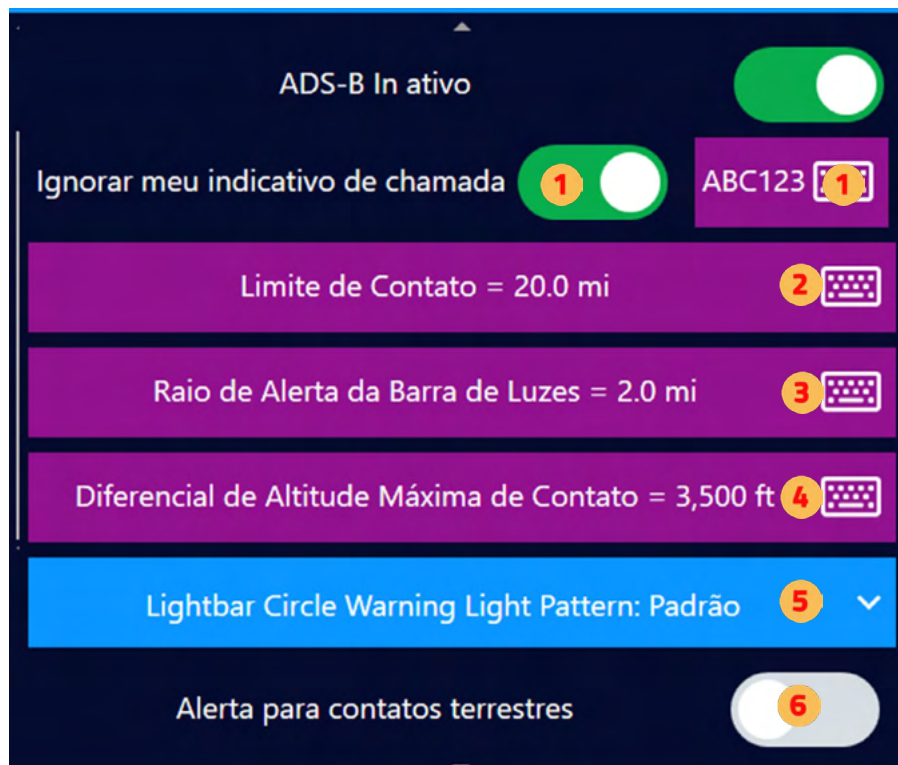 ADS-B In ativo
Ignorar meu indicativo de chamada 1 ABC123 1
Limite de Contato = 20.0 mi 2
Raio de Alerta da Barra de Luzes = 2.0 mi 3
Diferencial de Altitude Máxima de Contato = 3,500 ft 4
Lightbar Circle Warning Light Pattern: Padrão 5
Alerta para contatos terrestres 6